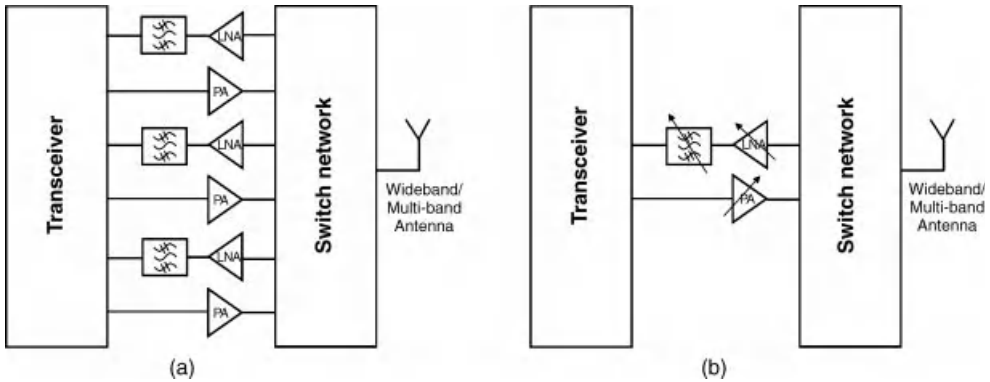 Transceiver
LNA
PA
LNA
PA
LNA
PA
Switch network
Wideband/
Multi-band
Antenna
(a)
Transceiver
LNA
PA
Switch network
Wideband/
Multi-band
Antenna
(b)